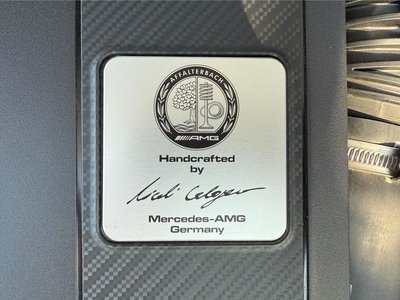 AFFALTERBACH
AMG
Handcrafted
by
Mercedes-AMG
Germany